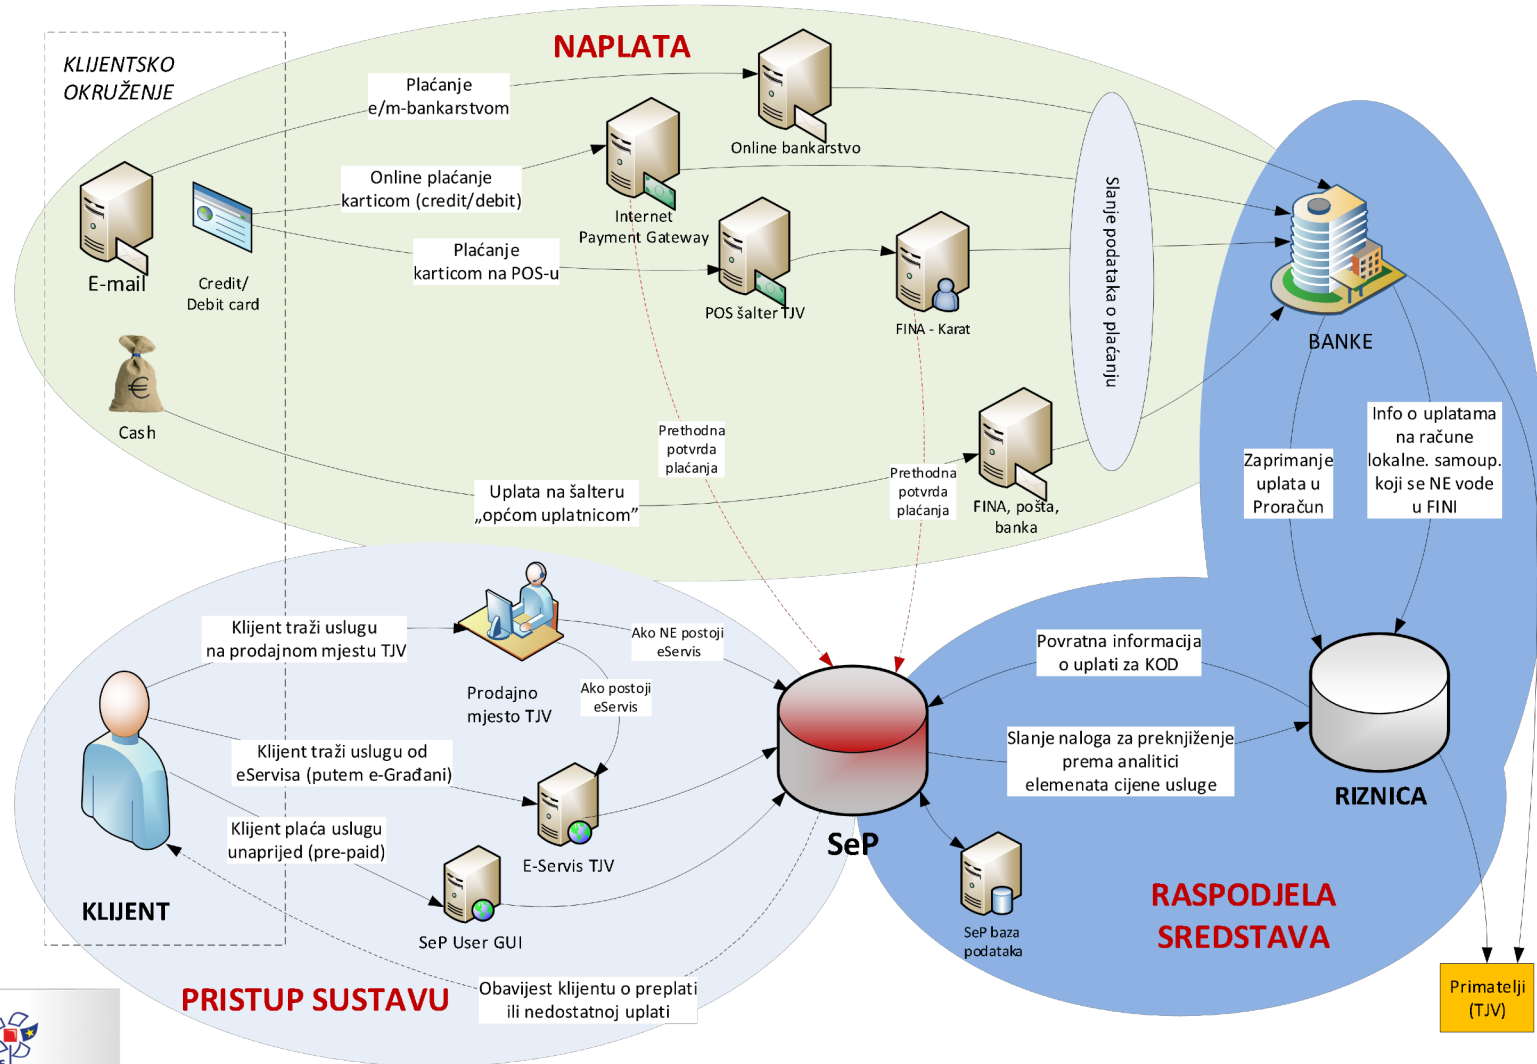 KLIJENTSKO
OKRUŽENJE
NAPLATA
Plaćanje
e/m-bankarstvom
Online bankarstvo
Online plaćanje
karticom (credit/debit)
Internet
Payment Gateway
Plaćanje
karticom na POS-u
POS šalter TJV
FINA - Karat
Slanje podataka o plaćanju
E-mail
Credit/
Debit card
BANKE
Cash
Prethodna
potvrda
plaćanja
Prethodna
potvrda
plaćanja
Uplata na šalteru
„općom uplatnicom”
FINA, pošta,
banka
Zaprimanje
uplata u
Proračun
Info o uplatama
na račune
lokalne. samoup.
koji se NE vode
u FINI
Klijent traži uslugu
na prodajnom mjestu TJV
Prodajno
mjesto TJV
Ako NE postoji
eServis
Ako postoji
eServis
Povratna informacija
o uplati za KOD
Klijent traži uslugu od
eServisa (putem e-Građani)
Slanje naloga za preknjiženje
prema analitici
elemenata cijene usluge
RIZNICA
Klijent plaća uslugu
unaprijed (pre-paid)
E-Servis TJV
SeP
KLIJENT
SeP User GUI
SeP baza
podataka
RASPODJELA
SREDSTAVA
PRISTUP SUSTAVU
Obavijest klijentu o preplati
ili nedostatnoj uplati
Primatelji
(TJV)